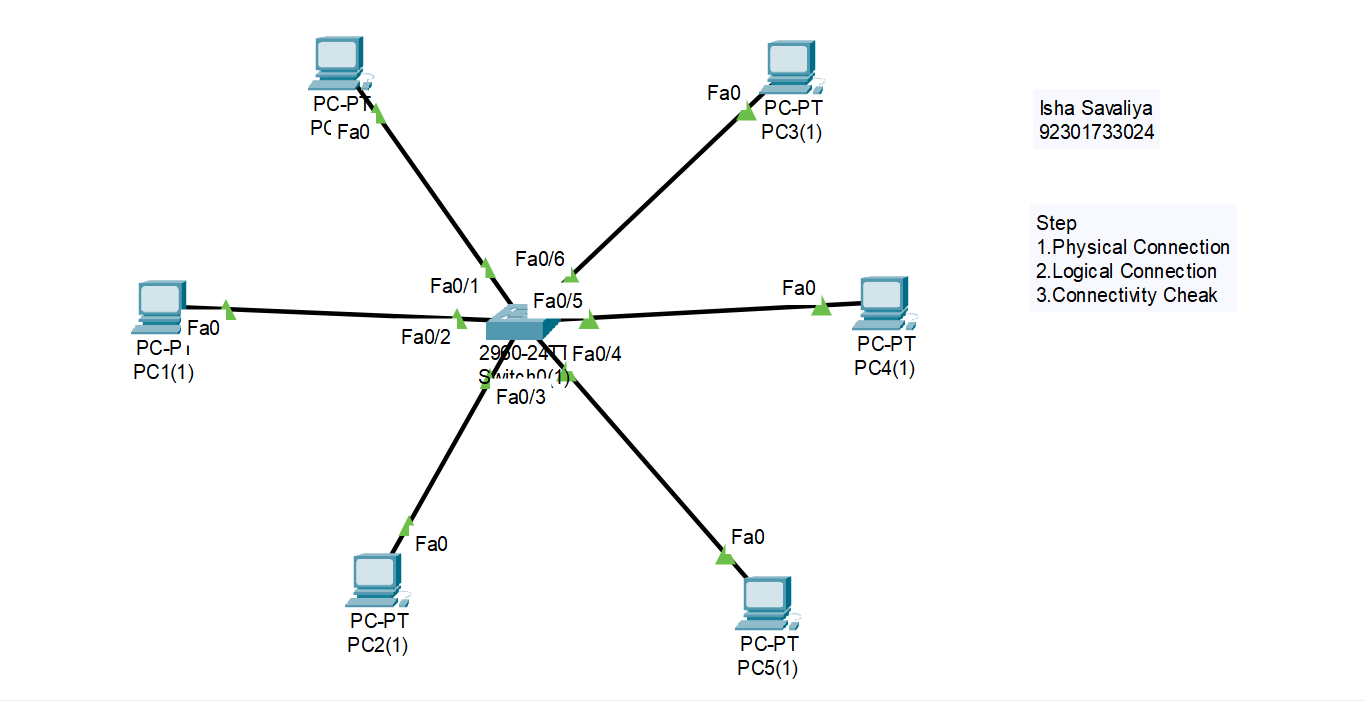 PC-PT
Fa0
Fa0
PC-PT
PC3(1)
Isha Savaliya
92301733024
Step
1.Physical Connection
2.Logical Connection
3.Connectivity Cheak
Fa0/6
Fa0/1
Fa0/5
Fa0
Fa0
Fa0/2
PC1(1)
Fa0/4
Switch0(1)
Fa0/3
PC-PT
PC4(1)
Fa0
Fa0
PC-PT
PC2(1)
PC-PT
PC5(1)